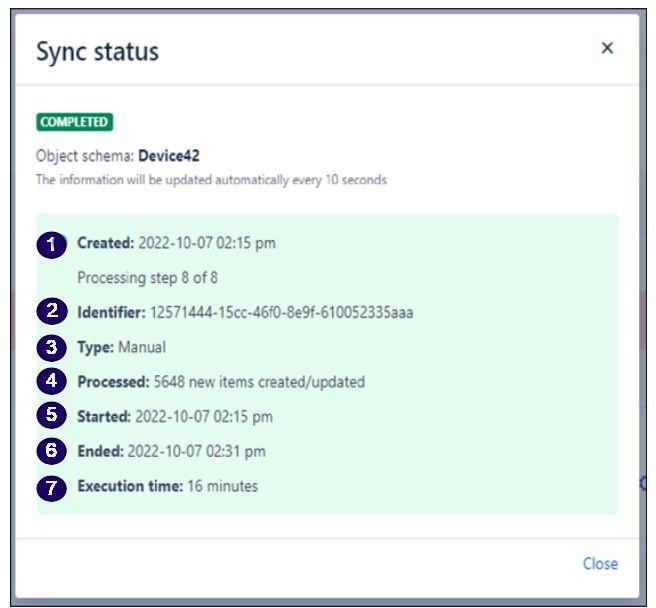 Sync status
×
COMPLETED
Object schema: Device42
The information will be updated automatically every 10 seconds
1 Created: 2022-10-07 02:15 pm
Processing step 8 of 8
2 Identifier: 12571444-15cc-46f0-8e9f-610052335aaa
3 Type: Manual
4 Processed: 5648 new items created/updated
5 Started: 2022-10-07 02:15 pm
6 Ended: 2022-10-07 02:31 pm
7 Execution time: 16 minutes
Close